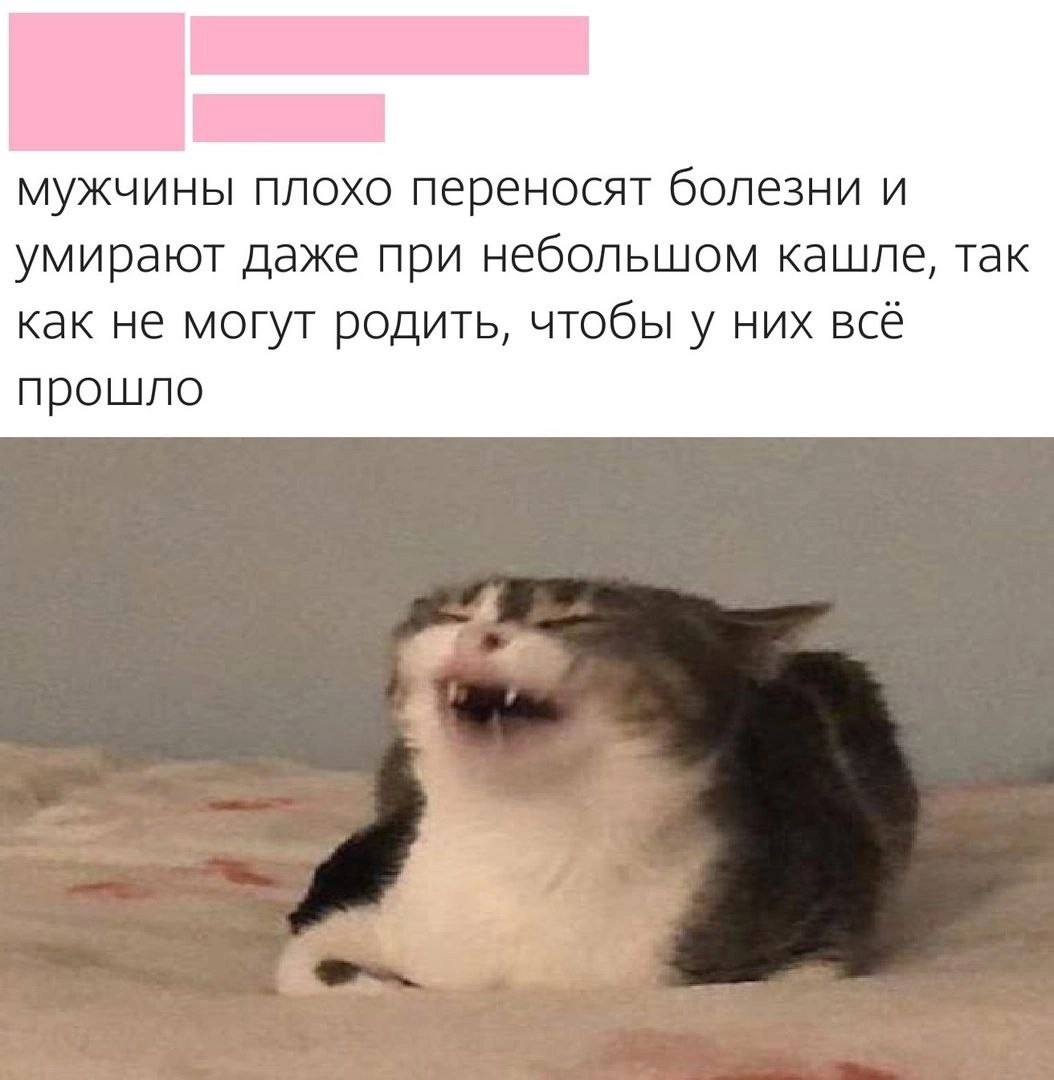 мужчины плохо переносят болезни и
умирают даже при небольшом кашле, так
как не могут родить, чтобы у них всё
прошло